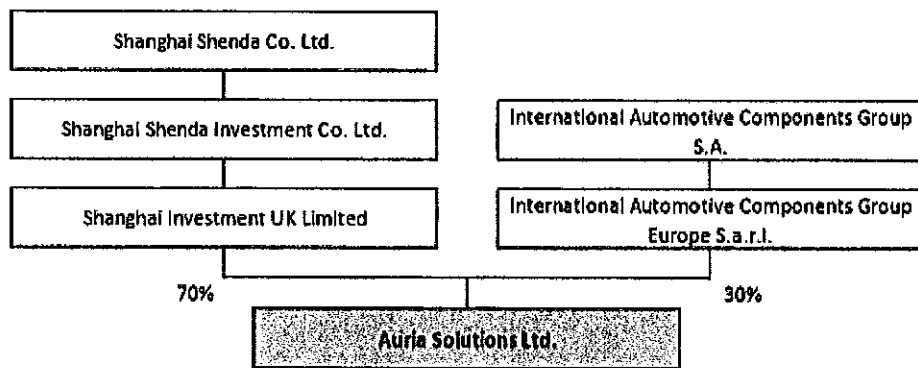 Shanghai Shenda Co. Ltd.
Shanghai Shenda Investment Co. Ltd.
Shanghai Investment UK Limited
International Automotive Components Group
S.A.
International Automotive Components Group
Europe S.a.r.l.
70%
30%
Auria Solutions Ltd.